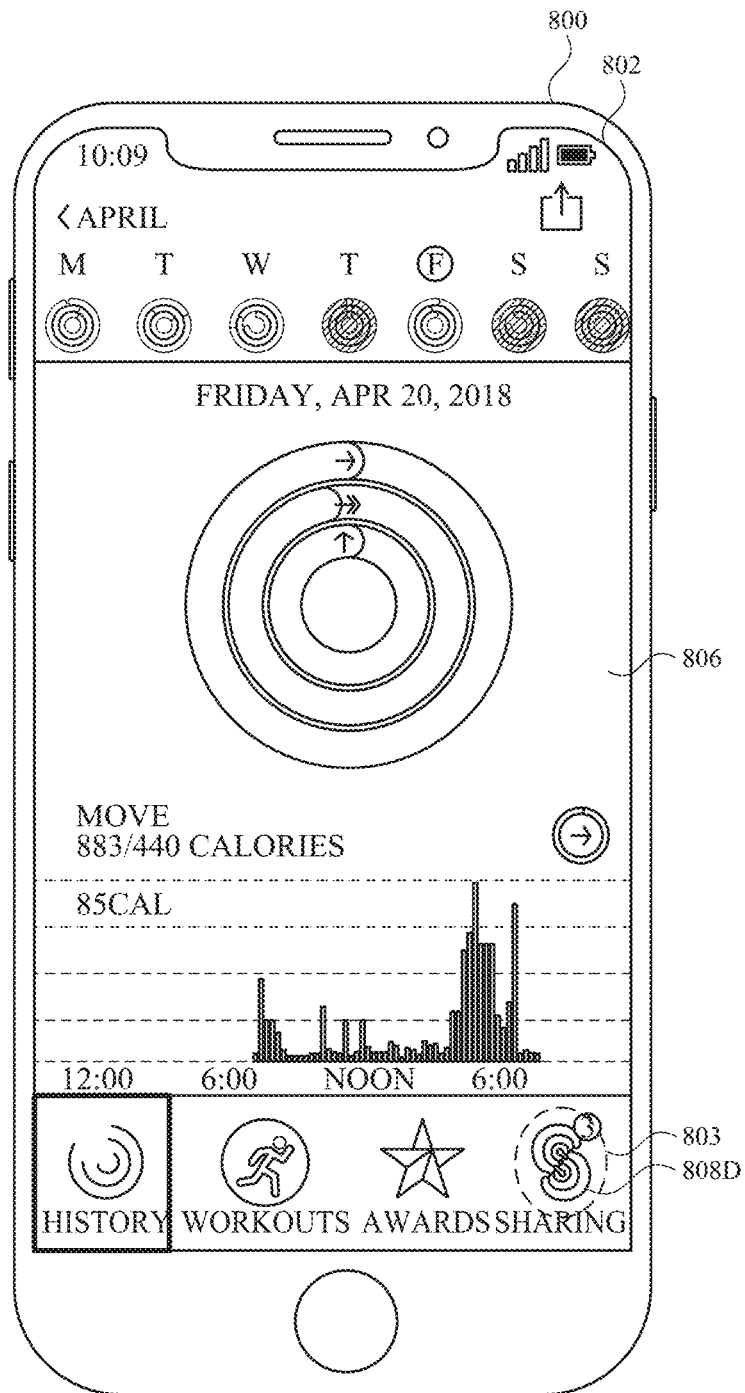 800
802
10:09
< APRIL
M T W T F S S
FRIDAY, APR 20, 2018
806
MOVE
883/440 CALORIES
85CAL
12:00 6:00 NOON 6:00
803
808D
HISTORY WORKOUTS AWARDS SHARING